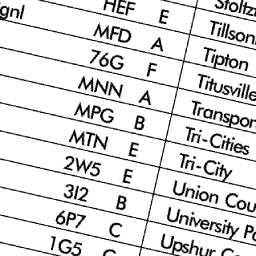 Stoltz
HEF E Tillson
gnl MFD A Tipton
76G F Titusville
MNN A Transpor
MPG B Tri-Cities
MTN E Tri-City
2W5 E Union Cou
3I2 B University Pa
6P7 C Upshur
1G5